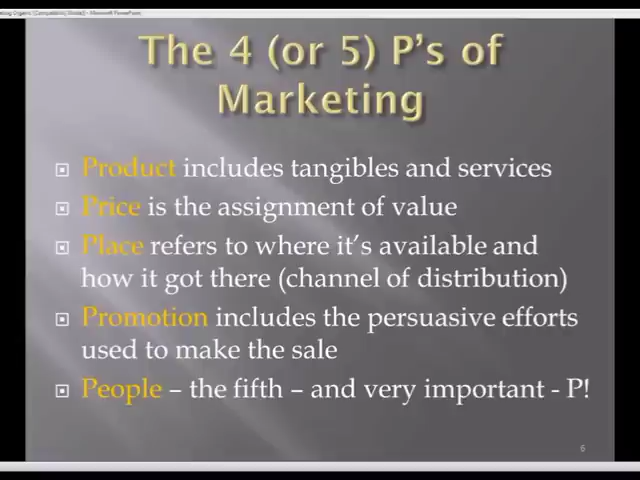 The 4 (or 5) P's of
Marketing
Product includes tangibles and services
Price is the assignment of value
Place refers to where it's available and
how it got there (channel of distribution)
Promotion includes the persuasive efforts
used to make the sale
People – the fifth – and very important - P!
6